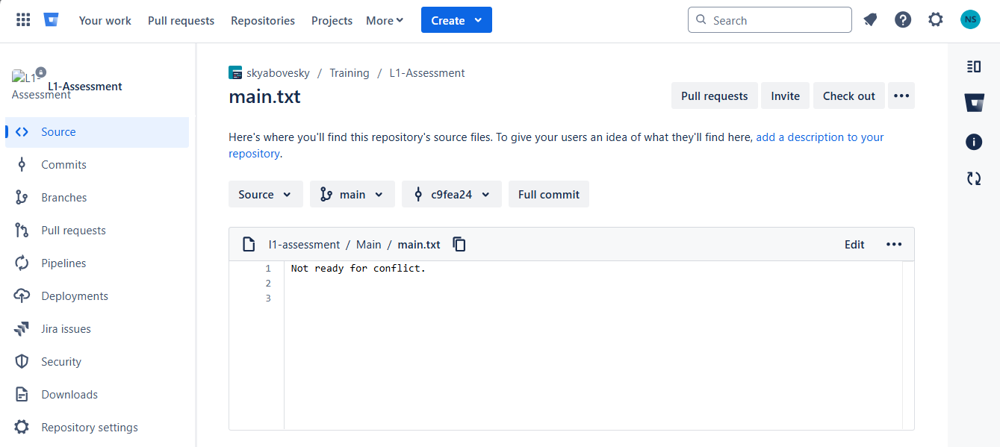 Your work Pull requests Repositories Projects More Create Search NS
L1-Assessment
L1-Assessment
Source
Commits
Branches
Pull requests
Pipelines
Deployments
Jira issues
Security
Downloads
Repository settings
skyabovesky / Training / L1-Assessment
main.txt
Pull requests Invite Check out
Here's where you'll find this repository's source files. To give your users an idea of what they'll find here, add a description to your
repository.
Source main c9fea24 Full commit
l1-assessment / Main / main.txt Edit
1 Not ready for conflict.
2
3